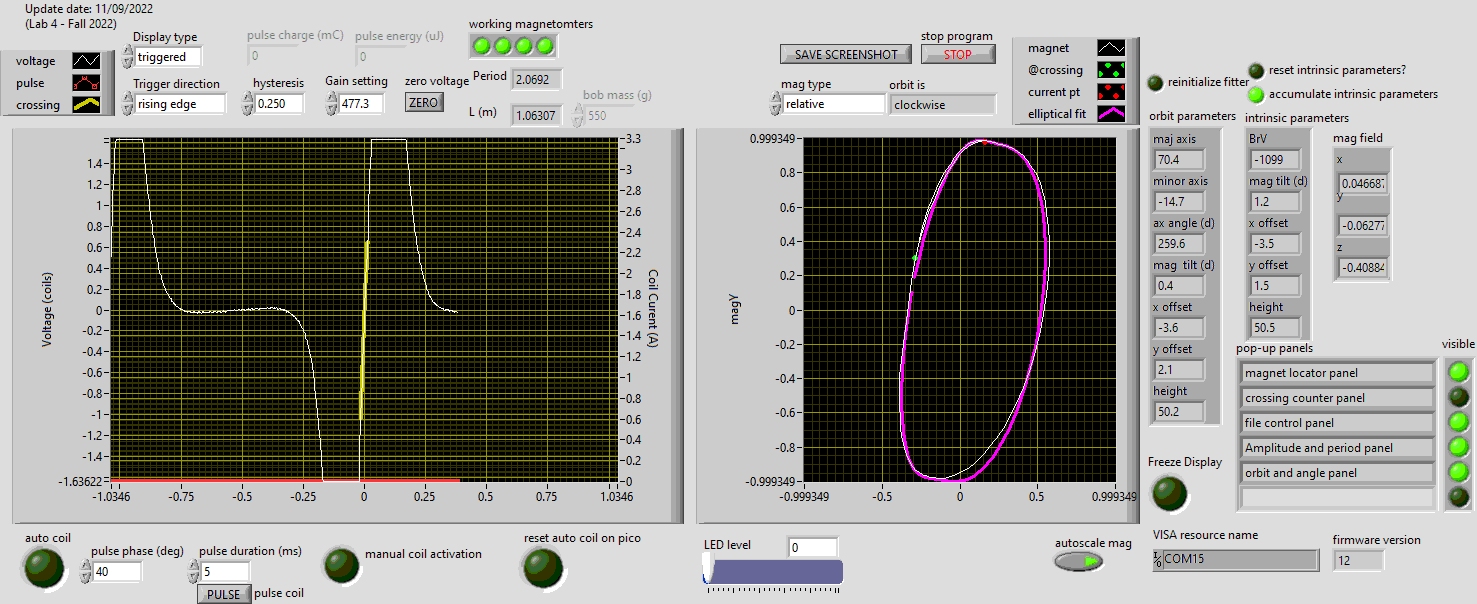 Update date: 11/09/2022
(Lab 4 - Fall 2022)
voltage
pulse
crossing
Display type
triggered
pulse charge (mC)
0
pulse energy (uJ)
0
working magnetomters
Trigger direction
rising edge
hysteresis
0.250
Gain setting
477.3
zero voltage
ZERO
Period
2.0692
L (m)
1.06307
bob mass (g)
550
stop program
SAVE SCREENSHOT
STOP
mag type
relative
orbit is
clockwise
magnet
@crossing
current pt
elliptical fit
reinitialize fitter
reset intrinsic parameters?
accumulate intrinsic parameters
Voltage (coils)
1.4
1.2
1
0.8
0.6
0.4
0.2
0
-0.2
-0.4
-0.6
-0.8
-1
-1.2
-1.4
-1.63622
-1.0346
-0.75
-0.5
-0.25
0
0.25
0.5
0.75
1.0346
3.3
3
2.8
2.6
2.4
2.2
2
1.8
1.6
1.4
1.2
1
0.8
0.6
0.4
0.2
0
Coil Current (A)
magY
0.999349
0.8
0.6
0.4
0.2
0
-0.2
-0.4
-0.6
-0.8
-0.999349
-0.999349
-0.5
0
0.5
0.999349
orbit parameters
maj axis
70.4
minor axis
-14.7
ax angle (d)
259.6
mag tilt (d)
0.4
x offset
-3.6
y offset
2.1
height
50.2
intrinsic parameters
BrV
-1099
mag tilt (d)
1.2
x offset
-3.5
y offset
1.5
height
50.5
mag field
x
0.046687
y
-0.06277
z
-0.40884
pop-up panels
visible
magnet locator panel
crossing counter panel
file control panel
Amplitude and period panel
orbit and angle panel
Freeze Display
auto coil
pulse phase (deg)
40
pulse duration (ms)
5
PULSE
pulse coil
manual coil activation
reset auto coil on pico
LED level
0
autoscale mag
VISA resource name
COM15
firmware version
12